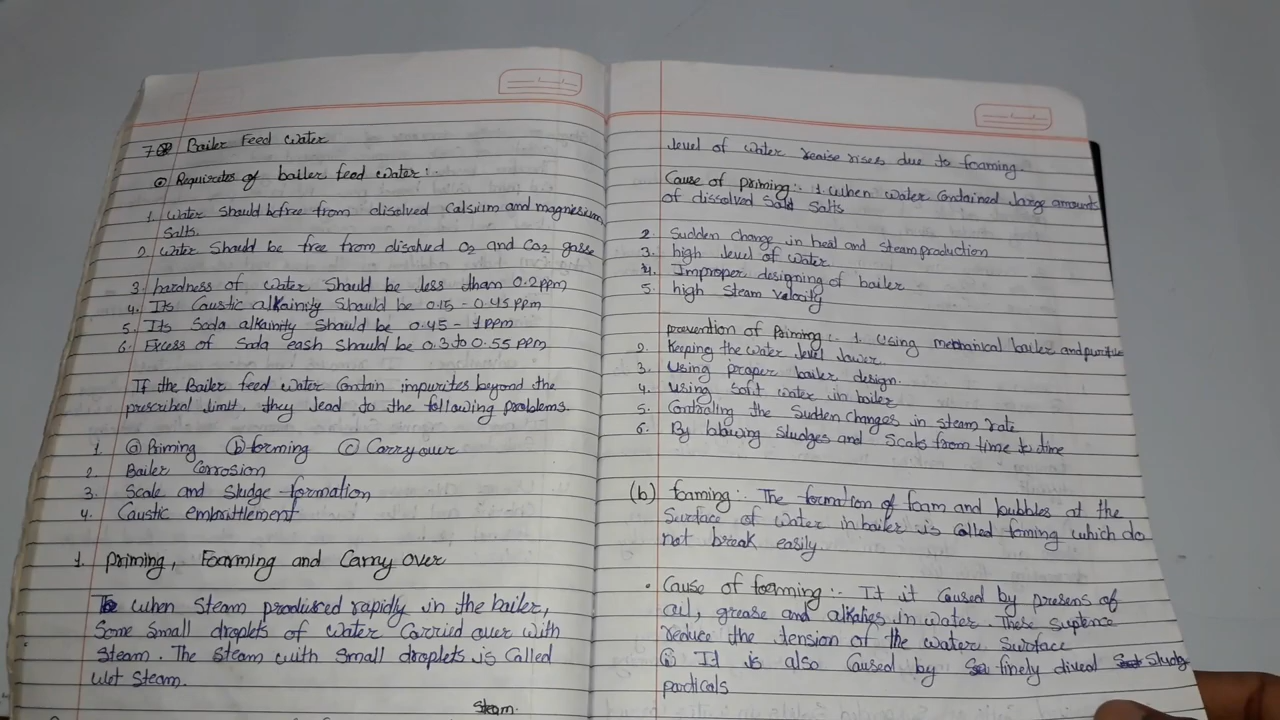 7 Bailer Feed Water
Requisites of bailer feed water:-
1. Water should be free from disolved Calsium and magnesium
Salts.
2. Water should be free from disolved O2 and CO2 gasse
3. hardness of water should be less than 0.2 ppm
4. Its Caustic alkainity should be 0.15 - 0.45 ppm
5. Its Soda alkainity should be 0.45 - 1 ppm
6. Excess of Soda eash should be 0.3 to 0.55 ppm
If the Bailer feed water contain impurites beyond the
prescribed limit, they lead to the following problems.
1. (a) Priming (b) forming (c) Carry over
2. Bailer Corrosion
3. Scale and sludge formation
4. Caustic embrittlement
1. priming, Foarming and Carry over
When steam produced rapidly in the bailer,
Some small droplets of water carried over with
steam. The steam with small droplets is called
wet steam.
steam.
level of water rises due to foaming.
Cause of priming:- 1. When water contained large amounts
of dissolved Salts
2. Sudden change in heat and steam production
3. high level of water
4. Improper designing of bailer
5. high steam velocity
prevention of Priming:- 1. Using mechanical bailer and
2. Keeping the water level lower.
3. Using proper bailer design.
4. Using Soft water in bailer
5. Controling the sudden changes in steam rate
6. By blowing sludges and scals from time to time
(b) foaming:- The formation of foam and bubbles at the
Surface of water in bailer is called foming which do
not break easily.
Cause of foarming:- It it caused by presens of
oil, grease and alkalies in water. These
reduce the tension of the water surface
(ii) It is also caused by finely divied sludg
particals